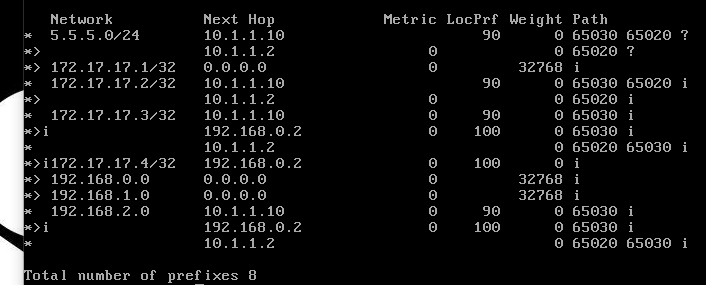 Network          Next Hop            Metric LocPrf Weight Path
*  5.5.5.0/24       10.1.1.10                     90      0 65030 65020 ?
*>                  10.1.1.2                 0             0 65020 ?
*> 172.17.17.1/32   0.0.0.0                  0         32768 i
*  172.17.17.2/32   10.1.1.10                     90      0 65030 65020 i
*>                  10.1.1.2                 0             0 65020 i
*  172.17.17.3/32   10.1.1.10                0    90      0 65030 i
*>i                 192.168.0.2              0    100      0 65030 i
*                   10.1.1.2                               0 65020 65030 i
*>i172.17.17.4/32   192.168.0.2              0    100      0 i
*> 192.168.0.0      0.0.0.0                  0         32768 i
*> 192.168.1.0      0.0.0.0                  0         32768 i
*  192.168.2.0      10.1.1.10                0    90      0 65030 i
*>i                 192.168.0.2              0    100      0 65030 i
*                   10.1.1.2                               0 65020 65030 i
Total number of prefixes 8